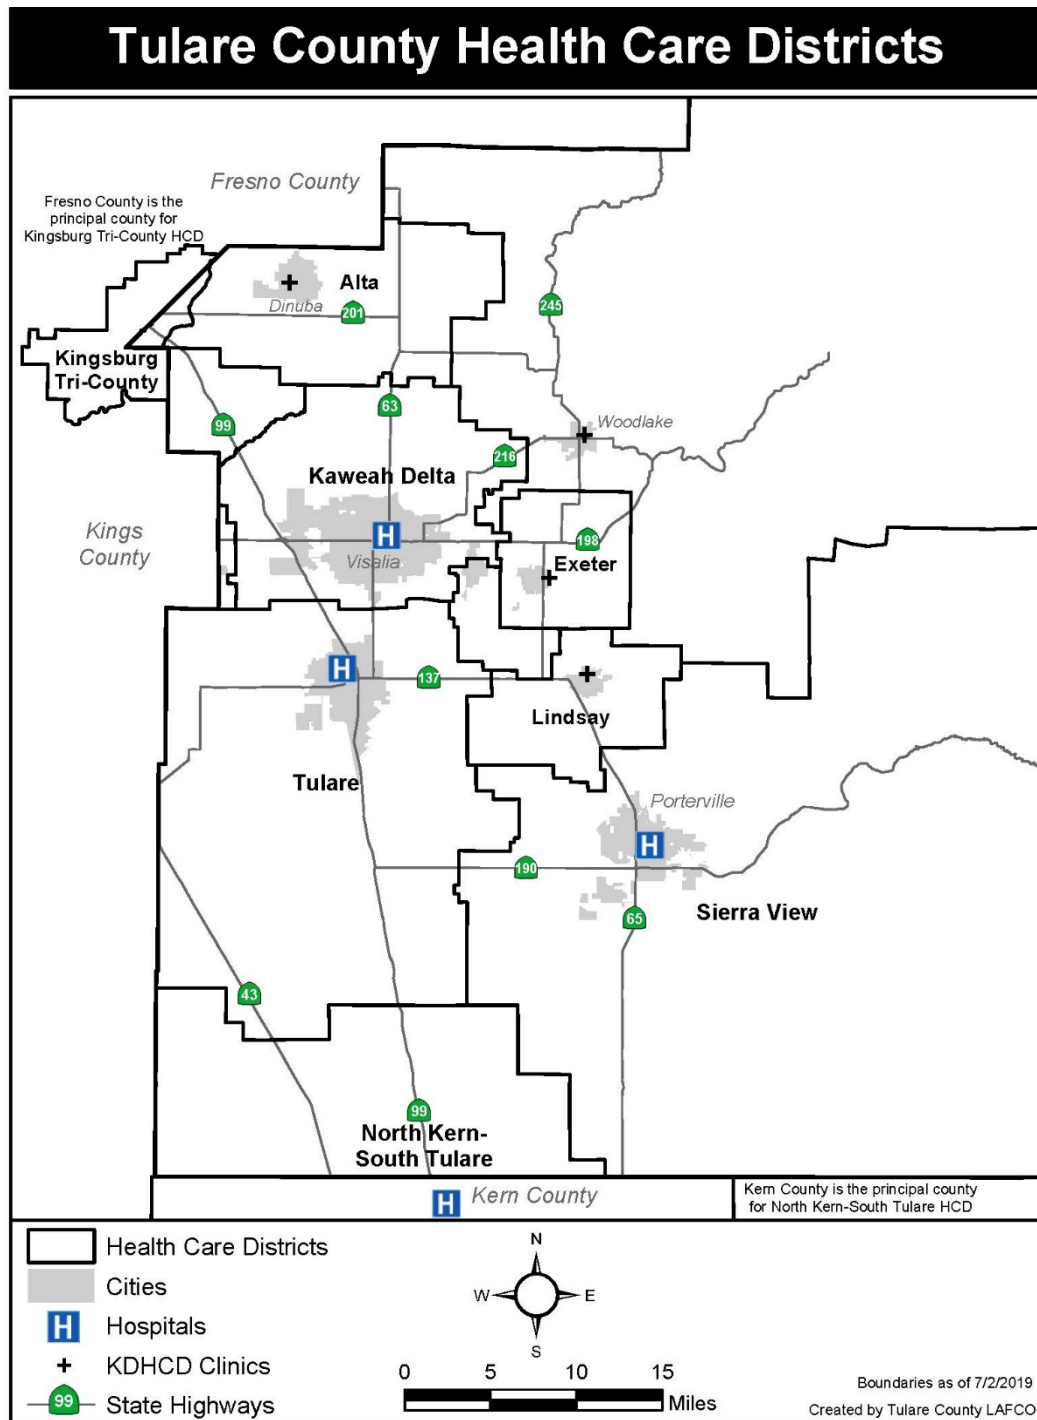 Tulare County Health Care Districts
Fresno County
Fresno County is the
principal county for
Kingsburg Tri-County HCD
Alta
Dinuba
201
245
Kingsburg
Tri-County
63
99
Woodlake
216
Kaweah Delta
Kings
County
H
198
Visalia
Exeter
H
137
Lindsay
Tulare
Porterville
H
190
Sierra View
65
43
99
North Kern-
South Tulare
H
Kern County
Kern County is the principal county
for North Kern-South Tulare HCD
Health Care Districts
Cities
H
Hospitals
KDHCD Clinics
99
State Highways
N
W
E
S
0 5 10 15
Miles
Boundaries as of 7/2/2019
Created by Tulare County LAFCO